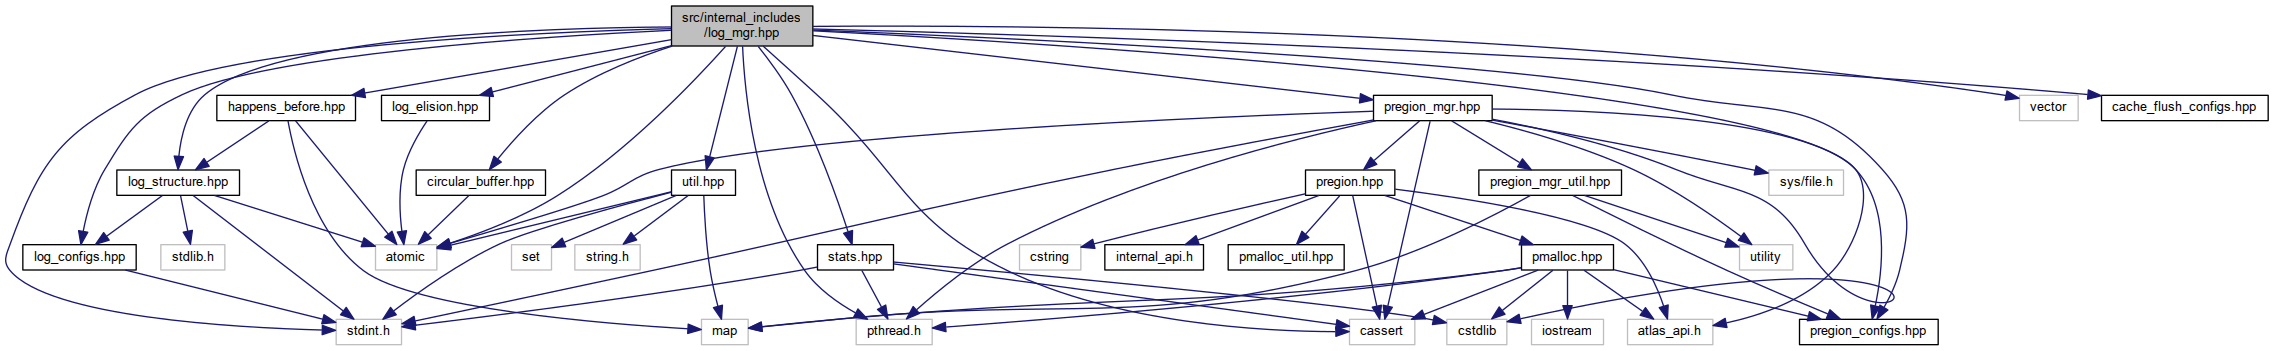 src/internal_includes
/log_mgr.hpp
happens_before.hpp
log_elision.hpp
pregion_mgr.hpp
vector
cache_flush_configs.hpp
log_structure.hpp
circular_buffer.hpp
util.hpp
pregion.hpp
pregion_mgr_util.hpp
sys/file.h
log_configs.hpp
stdlib.h
atomic
set
string.h
stats.hpp
cstring
internal_api.h
pmalloc_util.hpp
pmalloc.hpp
utility
stdint.h
map
pthread.h
cassert
cstdlib
iostream
atlas_api.h
pregion_configs.hpp